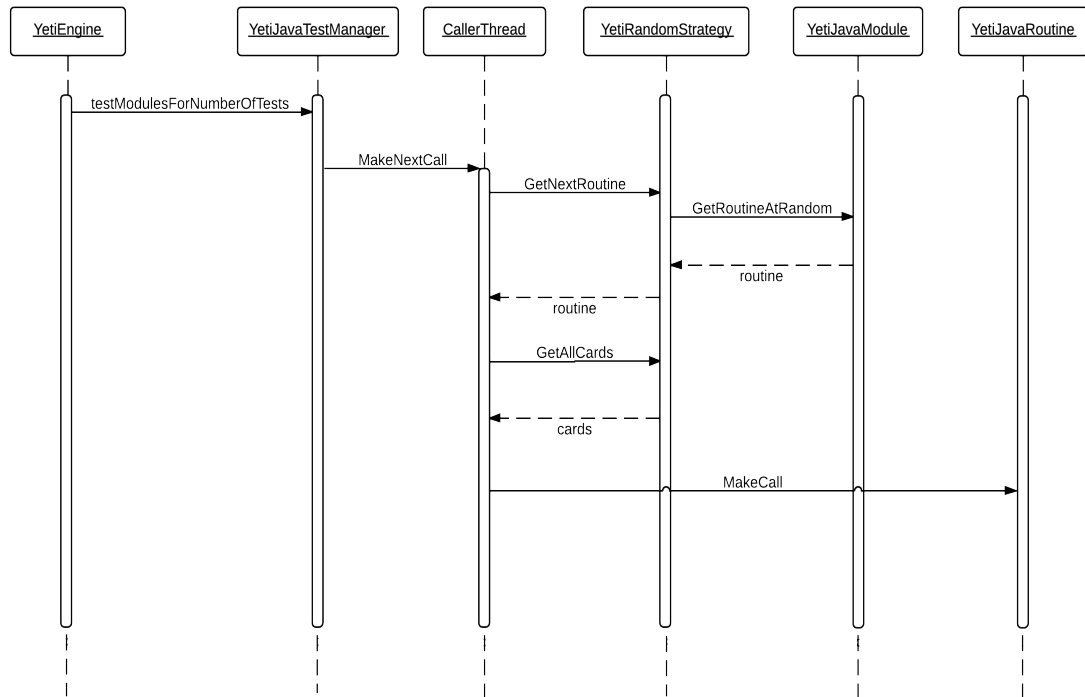 YetiEngine
YetiJavaTestManager
CallerThread
YetiRandomStrategy
YetiJavaModule
YetiJavaRoutine
testModulesForNumberOfTests
MakeNextCall
GetNextRoutine
GetRoutineAtRandom
routine
routine
GetAllCards
cards
MakeCall